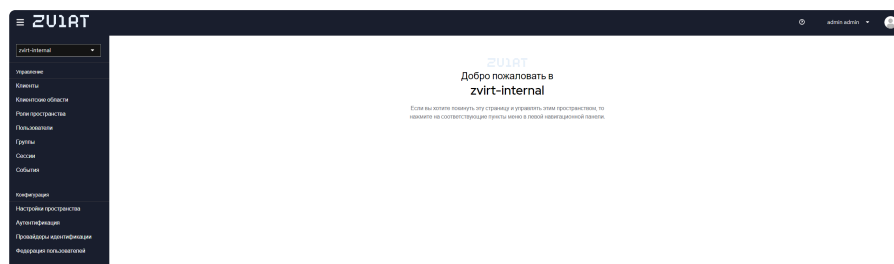 ZVIRT
admin admin
zvirt-internal
Управление
Клиенты
Клиентские области
Роли пространства
Пользователи
Группы
Сессии
События
Конфигурация
Настройки пространства
Аутентификация
Провайдеры идентификации
Федерация пользователей
ZVIRT
Добро пожаловать в
zvirt-internal
Если вы хотите покинуть эту страницу и управлять этим пространством, то
нажмите на соответствующие пункты меню в левой навигационной панели.